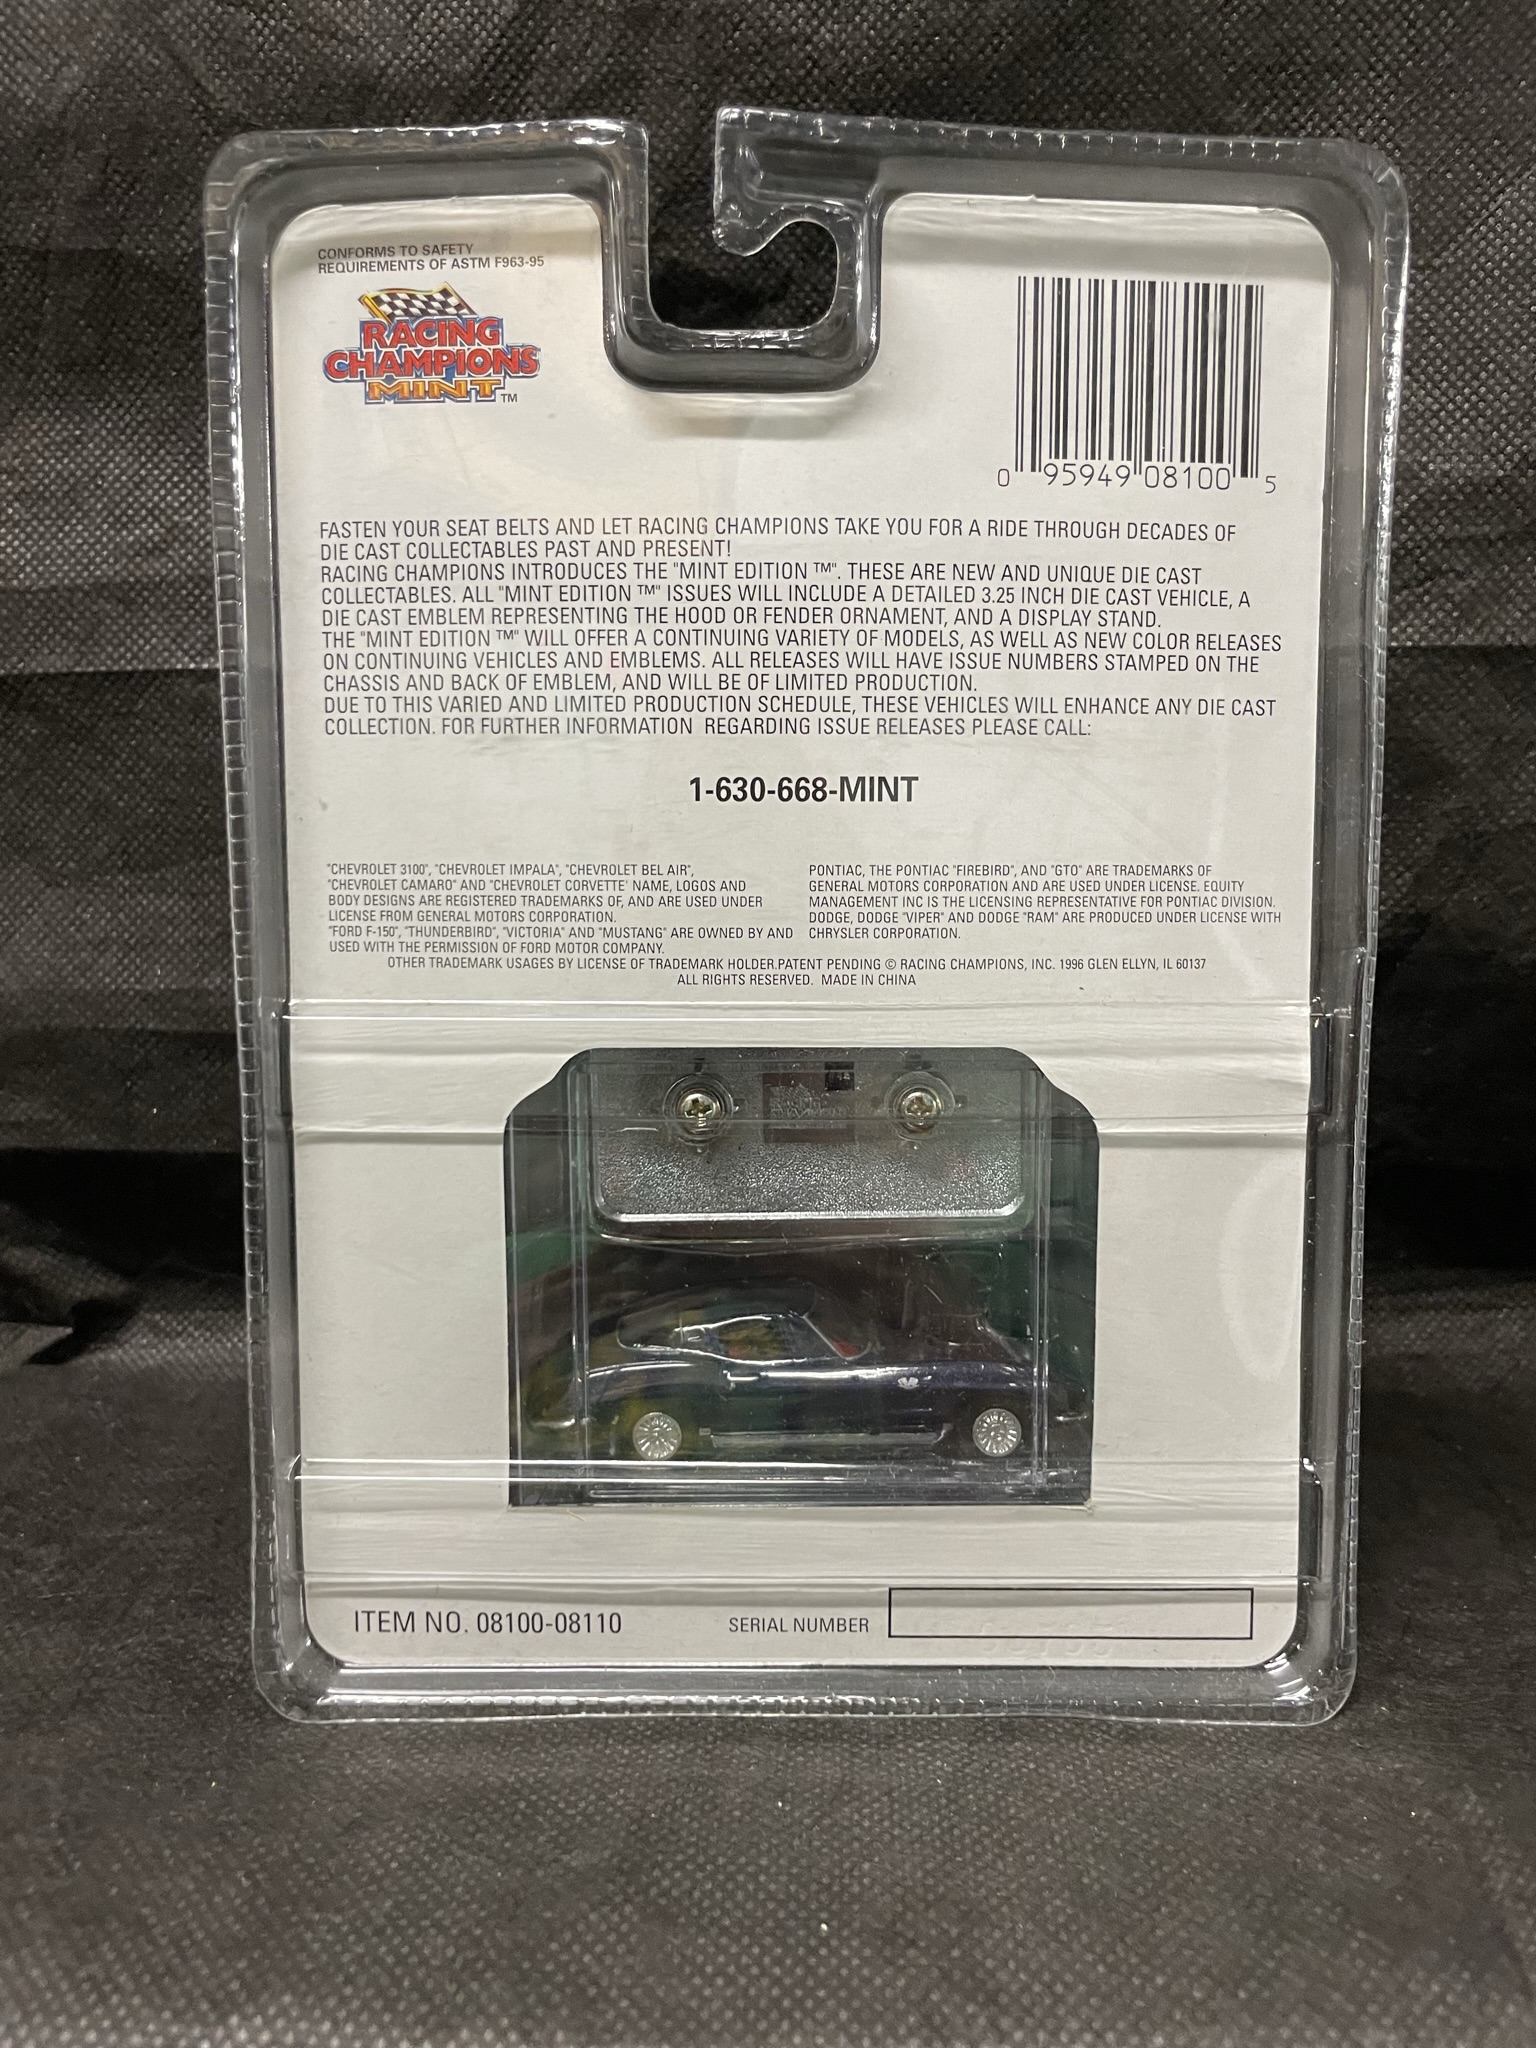 CONFORMS TO SAFETY
REQUIREMENTS OF ASTM F963-95
RACING
CHAMPIONS
MINT TM
0 95949 08100 5
FASTEN YOUR SEAT BELTS AND LET RACING CHAMPIONS TAKE YOU FOR A RIDE THROUGH DECADES OF
DIE CAST COLLECTABLES PAST AND PRESENT!
RACING CHAMPIONS INTRODUCES THE "MINT EDITION ™". THESE ARE NEW AND UNIQUE DIE CAST
COLLECTABLES. ALL "MINT EDITION ™" ISSUES WILL INCLUDE A DETAILED 3.25 INCH DIE CAST VEHICLE, A
DIE CAST EMBLEM REPRESENTING THE HOOD OR FENDER ORNAMENT, AND A DISPLAY STAND.
THE "MINT EDITION ™" WILL OFFER A CONTINUING VARIETY OF MODELS, AS WELL AS NEW COLOR RELEASES
ON CONTINUING VEHICLES AND EMBLEMS. ALL RELEASES WILL HAVE ISSUE NUMBERS STAMPED ON THE
CHASSIS AND BACK OF EMBLEM, AND WILL BE OF LIMITED PRODUCTION.
DUE TO THIS VARIED AND LIMITED PRODUCTION SCHEDULE, THESE VEHICLES WILL ENHANCE ANY DIE CAST
COLLECTION. FOR FURTHER INFORMATION REGARDING ISSUE RELEASES PLEASE CALL:
1-630-668-MINT
"CHEVROLET 3100", "CHEVROLET IMPALA", "CHEVROLET BEL AIR",
"CHEVROLET CAMARO" AND "CHEVROLET CORVETTE' NAME, LOGOS AND
BODY DESIGNS ARE REGISTERED TRADEMARKS OF, AND ARE USED UNDER
LICENSE FROM GENERAL MOTORS CORPORATION.
"FORD F-150", "THUNDERBIRD", "VICTORIA" AND "MUSTANG" ARE OWNED BY AND
USED WITH THE PERMISSION OF FORD MOTOR COMPANY.
PONTIAC, THE PONTIAC "FIREBIRD", AND "GTO" ARE TRADEMARKS OF
GENERAL MOTORS CORPORATION AND ARE USED UNDER LICENSE. EQUITY
MANAGEMENT INC IS THE LICENSING REPRESENTATIVE FOR PONTIAC DIVISION.
DODGE, DODGE "VIPER" AND DODGE "RAM" ARE PRODUCED UNDER LICENSE WITH
CHRYSLER CORPORATION.
OTHER TRADEMARK USAGES BY LICENSE OF TRADEMARK HOLDER.PATENT PENDING © RACING CHAMPIONS, INC. 1996 GLEN ELLYN, IL 60137
ALL RIGHTS RESERVED. MADE IN CHINA
RACING
CHAMPIONS
ITEM NO. 08100-08110
SERIAL NUMBER